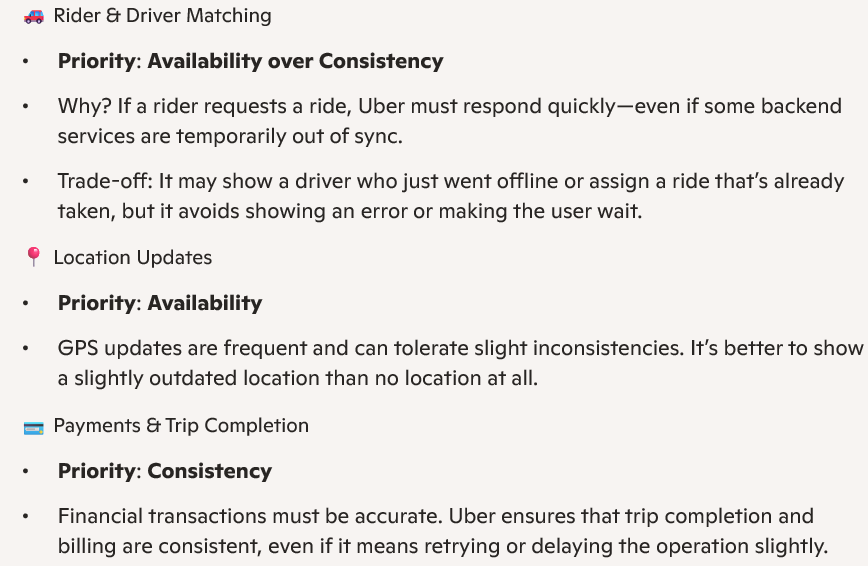 🚗 Rider & Driver Matching
• Priority: Availability over Consistency
• Why? If a rider requests a ride, Uber must respond quickly—even if some backend
services are temporarily out of sync.
• Trade-off: It may show a driver who just went offline or assign a ride that’s already
taken, but it avoids showing an error or making the user wait.
📍 Location Updates
• Priority: Availability
• GPS updates are frequent and can tolerate slight inconsistencies. It’s better to show
a slightly outdated location than no location at all.
💳 Payments & Trip Completion
• Priority: Consistency
• Financial transactions must be accurate. Uber ensures that trip completion and
billing are consistent, even if it means retrying or delaying the operation slightly.